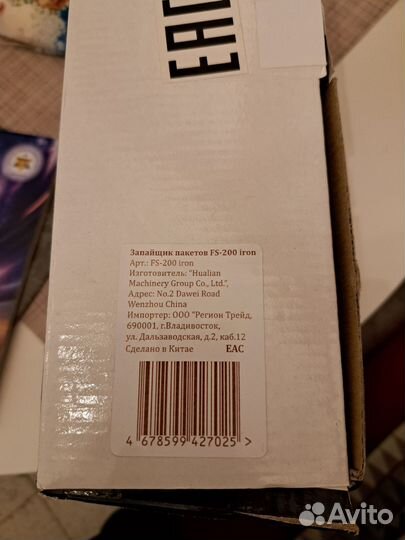 EAC
Запайщик пакетов FS-200 iron
Арт.: FS-200 iron
Изготовитель: "Hualian
Machinery Group Co., Ltd.",
Адрес: No.2 Dawei Road
Wenzhou China
Импортер: ООО "Регион Трейд,
690001, г.Владивосток,
ул. Дальзаводская, д.2, каб.12
Сделано в Китае EAC
4 678599 427025 >
Avito